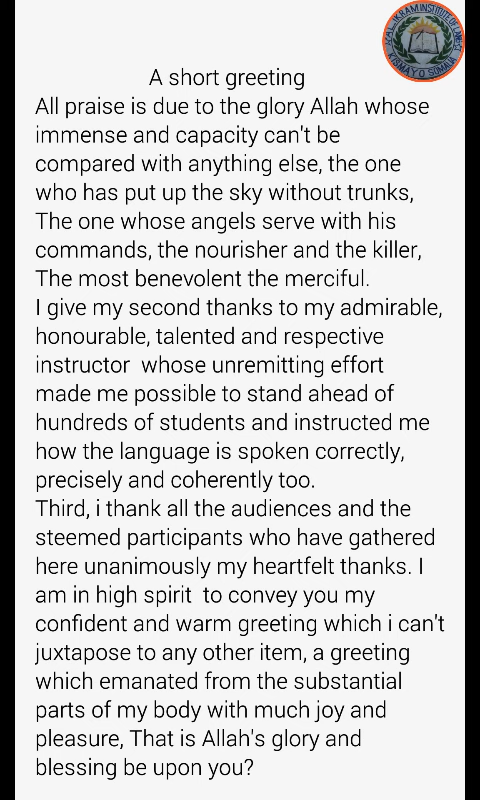 AL-IKRAM INSTITUTE OF
KISMAYO SOMALIA
A short greeting
All praise is due to the glory Allah whose
immense and capacity can't be
compared with anything else, the one
who has put up the sky without trunks,
The one whose angels serve with his
commands, the nourisher and the killer,
The most benevolent the merciful.
I give my second thanks to my admirable,
honourable, talented and respective
instructor  whose unremitting effort
made me possible to stand ahead of
hundreds of students and instructed me
how the language is spoken correctly,
precisely and coherently too.
Third, i thank all the audiences and the
steemed participants who have gathered
here unanimously my heartfelt thanks. I
am in high spirit  to convey you my
confident and warm greeting which i can't
juxtapose to any other item, a greeting
which emanated from the substantial
parts of my body with much joy and
pleasure, That is Allah's glory and
blessing be upon you?